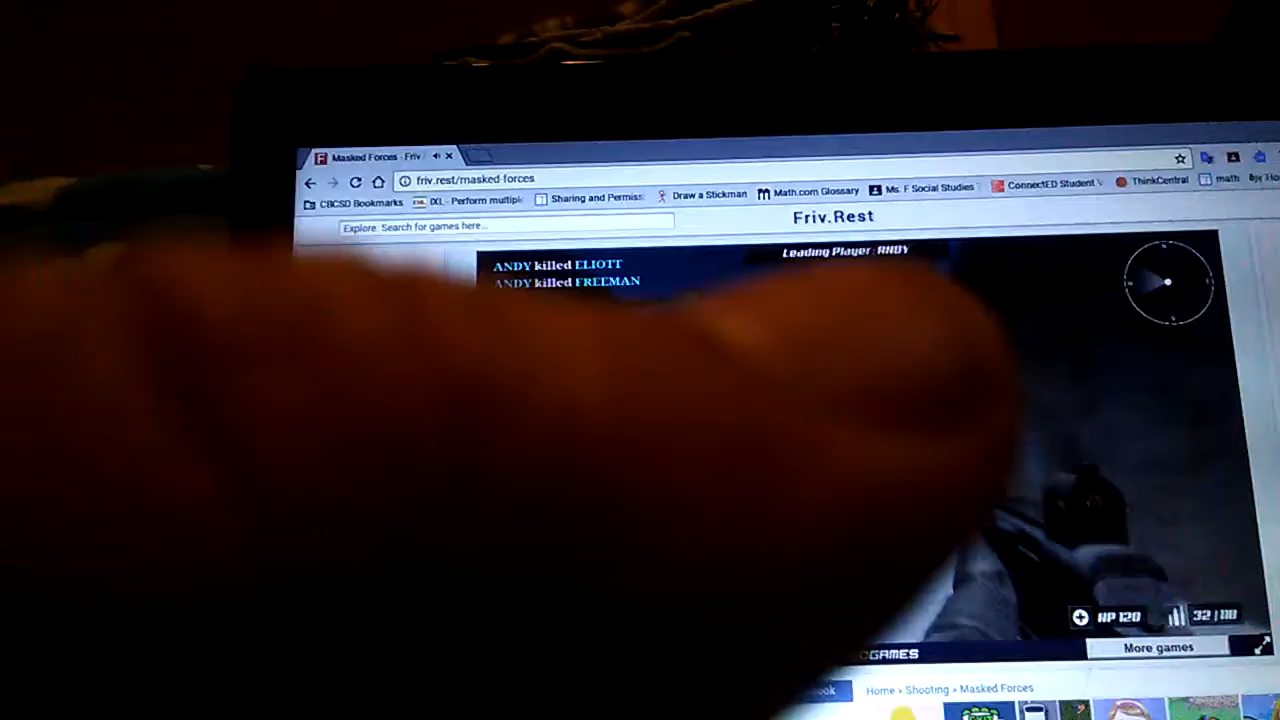 Masked Forces - Friv
friv.rest/masked-forces
CBCSD Bookmarks IXL - Perform multipl Sharing and Permiss Draw a Stickman Math.com Glossary Ms. F Social Studies ConnectED Student ThinkCentral math
Explore. Search for games here...
Friv.Rest
Leading Player: ANDY
ANDY killed ELIOTT
ANDY killed FREEMAN
HP 120
32 | 110
GAMES
More games
Home » Shooting » Masked Forces